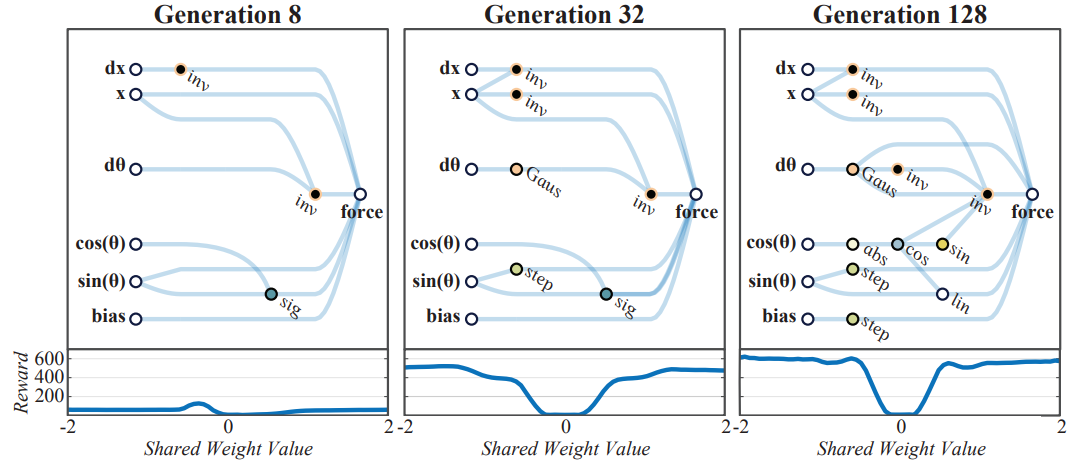 Generation 8
dx
inv
x
dθ
inv
force
cos(θ)
sin(θ)
sig
bias
Generation 32
dx
inv
x
inv
dθ
Gaus
inv
force
cos(θ)
step
sin(θ)
sig
bias
Generation 128
dx
inv
x
inv
dθ
Gaus
inv
inv
force
cos(θ)
abs
cos
sin
step
sin(θ)
lin
bias
step
Reward
600
400
200
-2
0
2
Shared Weight Value
-2
0
2
Shared Weight Value
-2
0
2
Shared Weight Value